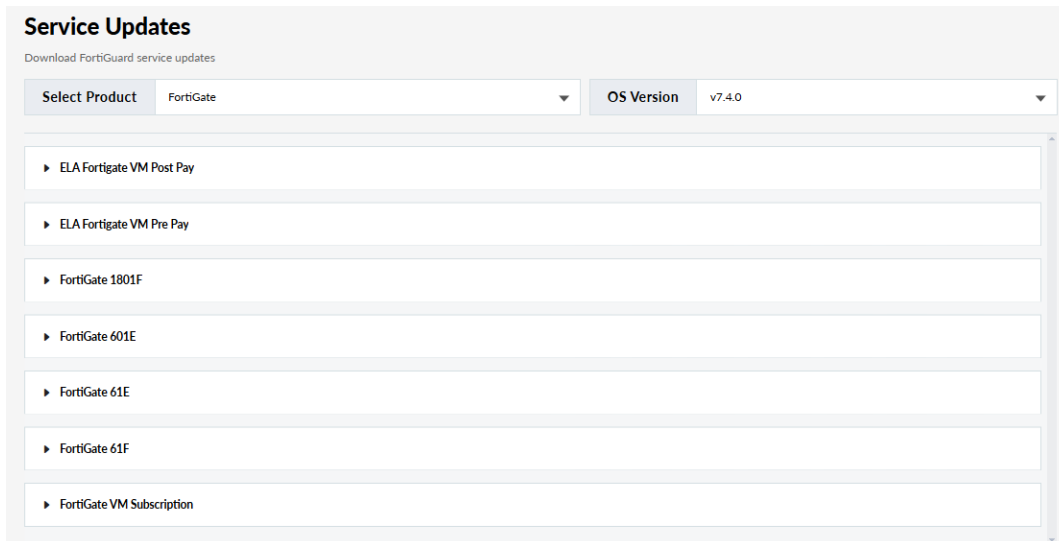 Service Updates
Download FortiGuard service updates
Select Product FortiGate OS Version v7.4.0
ELA Fortigate VM Post Pay
ELA Fortigate VM Pre Pay
FortiGate 1801F
FortiGate 601E
FortiGate 61E
FortiGate 61F
FortiGate VM Subscription